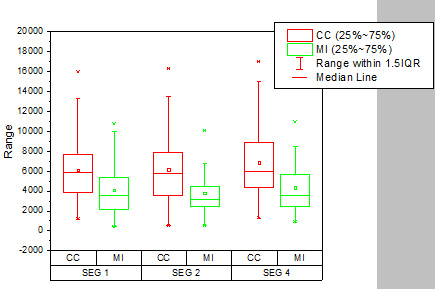 CC (25%~75%)
MI (25%~75%)
Range within 1.5IQR
Median Line
20000
18000
16000
14000
12000
10000
8000
6000
4000
2000
0
-2000
Range
CC MI CC MI CC MI
SEG 1 SEG 2 SEG 4